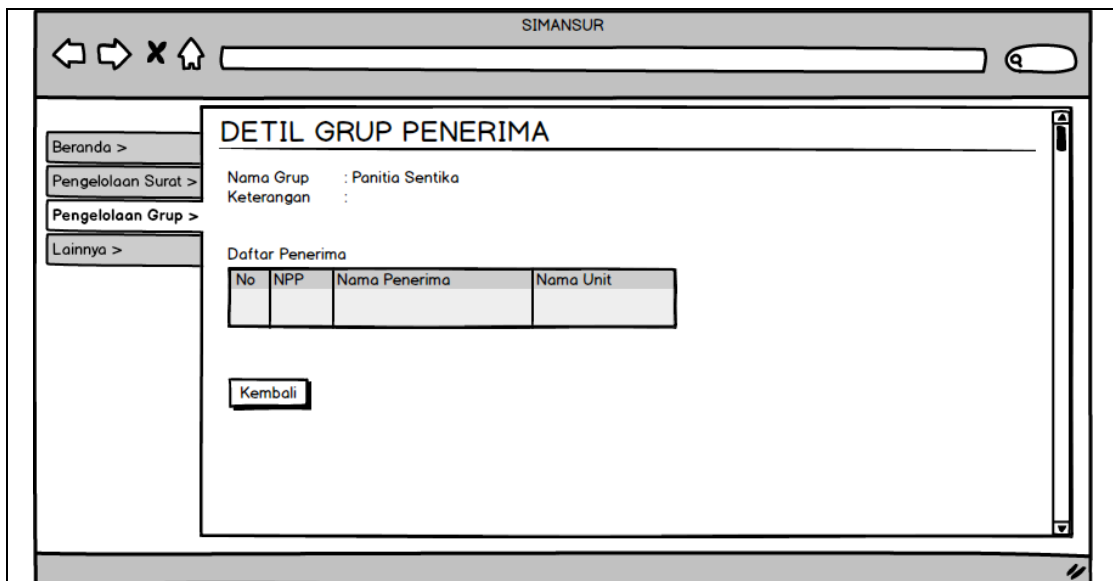 SIMANSUR
Beranda >
Pengelolaan Surat >
Pengelolaan Grup >
Lainnya >
DETIL GRUP PENERIMA
Nama Grup : Panitia Sentika
Keterangan :
Daftar Penerima
No NPP Nama Penerima Nama Unit
Kembali